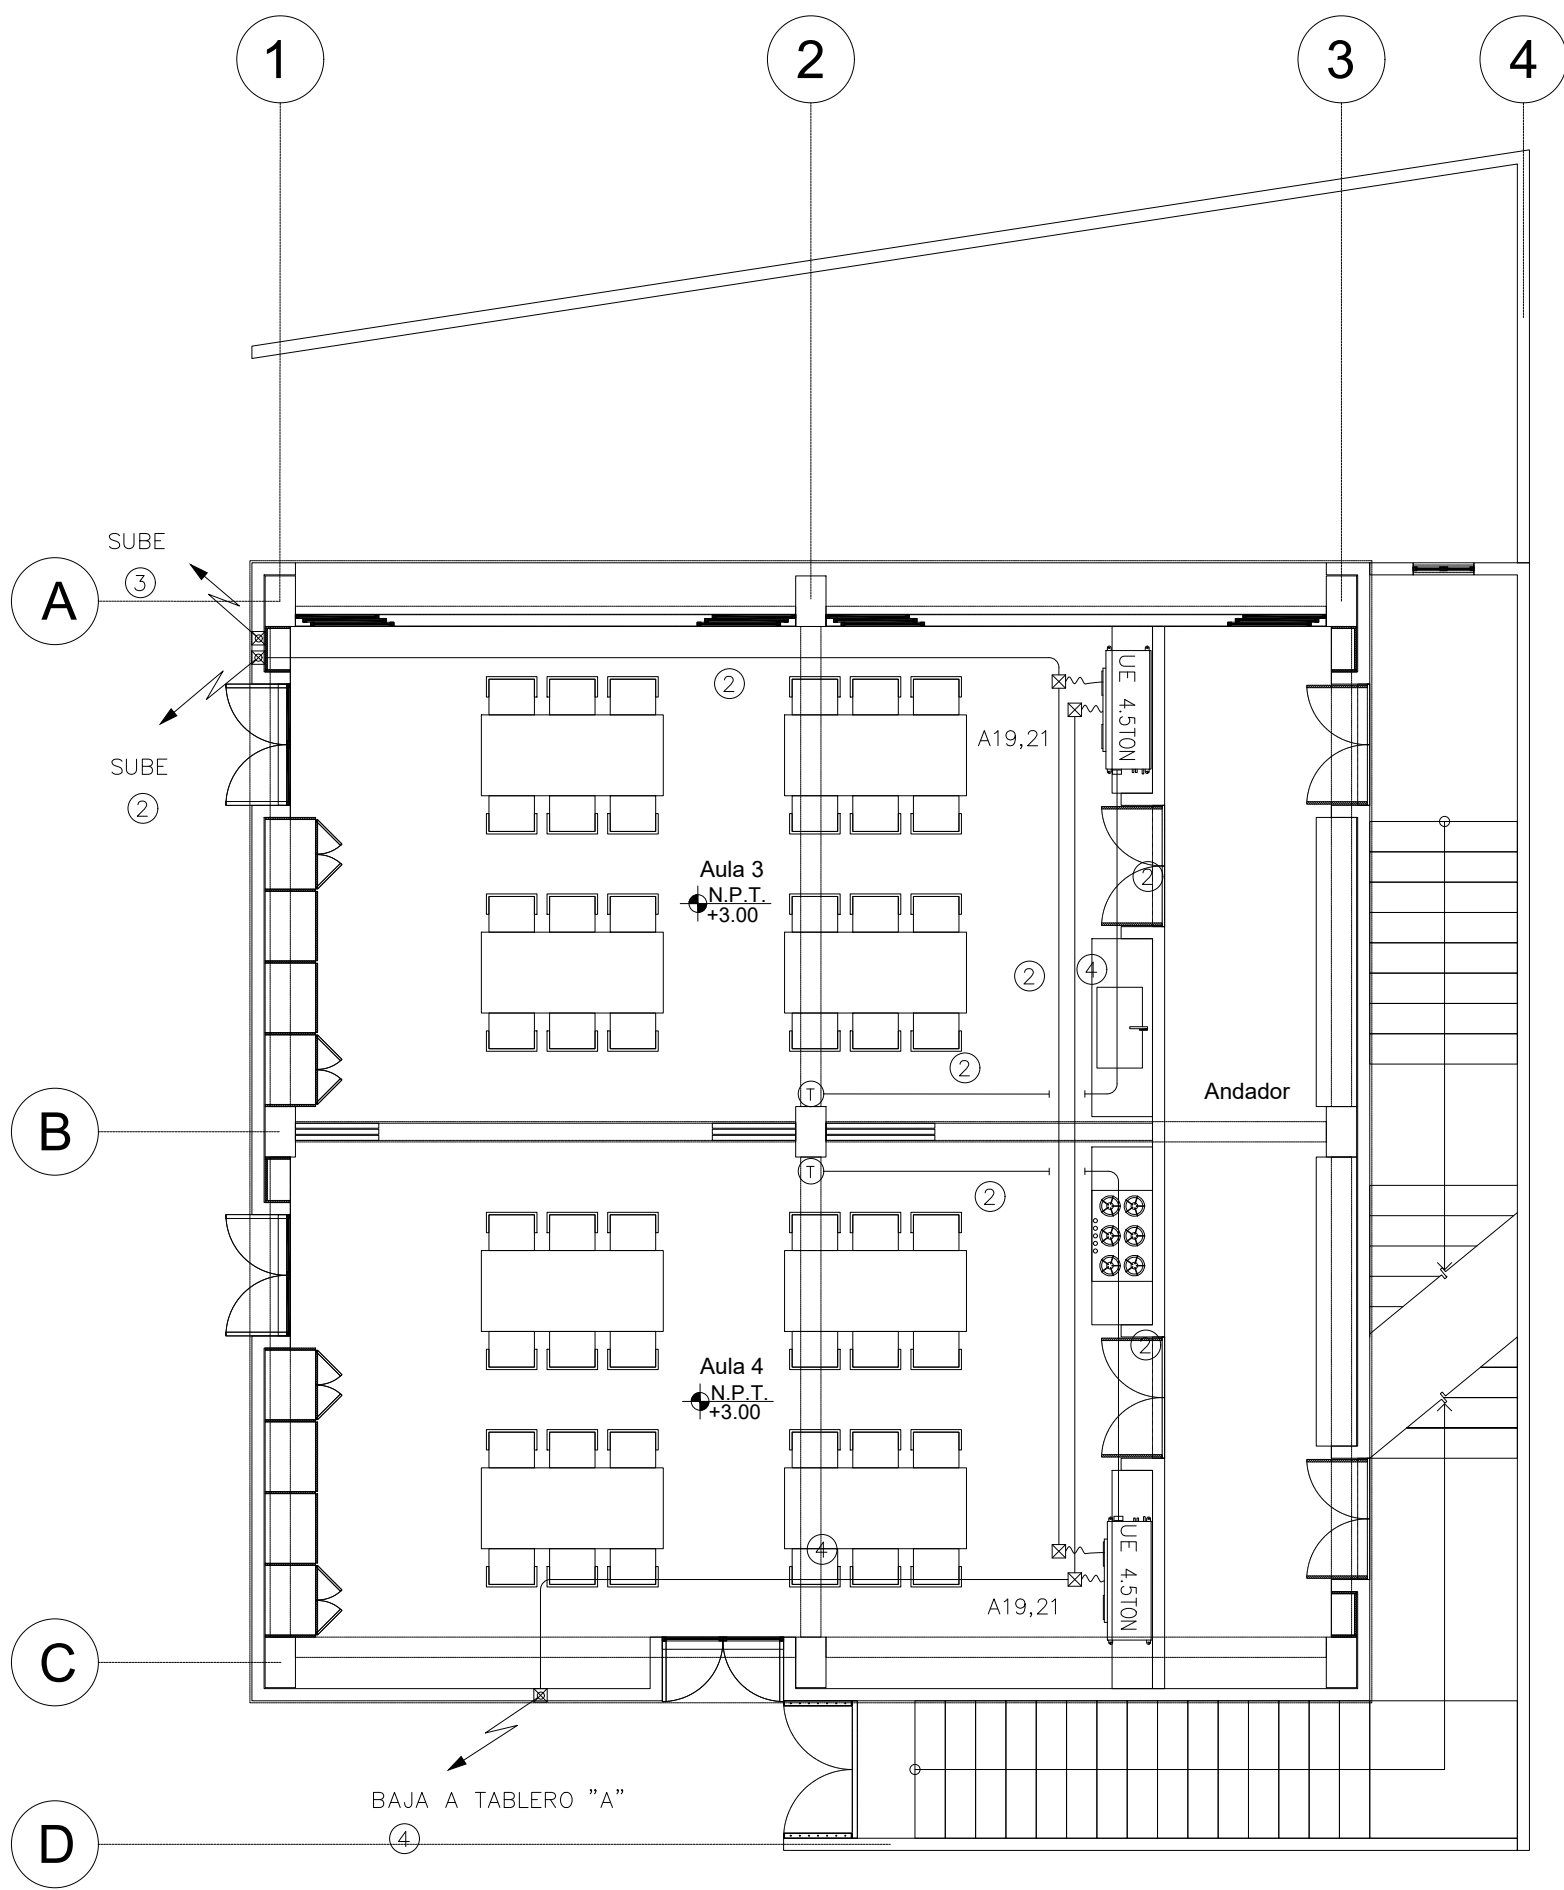 1
2
3
4
SUBE
3
A
2
UE 4.5TON
A19,21
SUBE
2
Aula 3
N.P.T.
+3.00
2
2
4
2
T
Andador
B
T
2
2
Aula 4
N.P.T.
+3.00
4
UE 4.5TON
A19,21
C
BAJA A TABLERO "A"
4
D